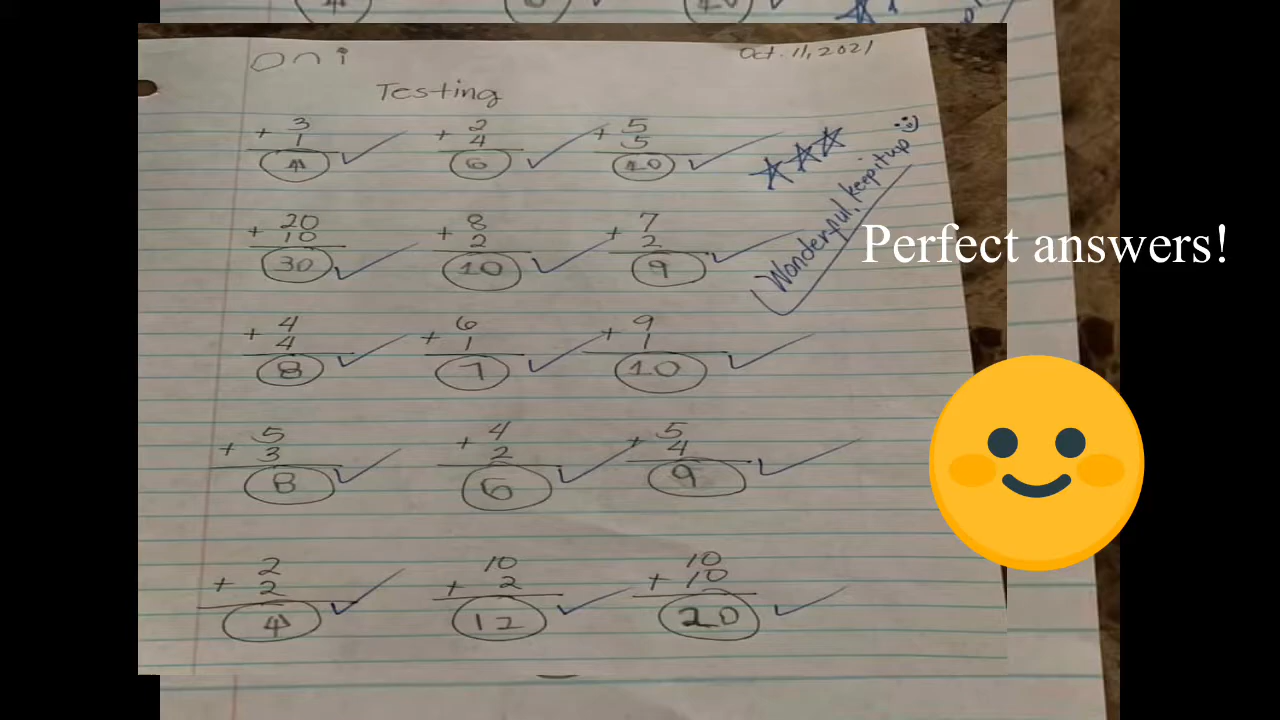 Oni
Oct. 11, 2021
Testing
3 2 5
+ 1 + 4 + 5
4 6 10
20 8 7
+ 10 + 2 + 2
30 10 9
Wonderful, keep it up
Perfect answers!
4 6 9
+ 4 + 1 + 1
8 7 10
5 4 5
+ 3 + 2 + 4
8 6 9
2 10 10
+ 2 + 2 + 10
4 12 20